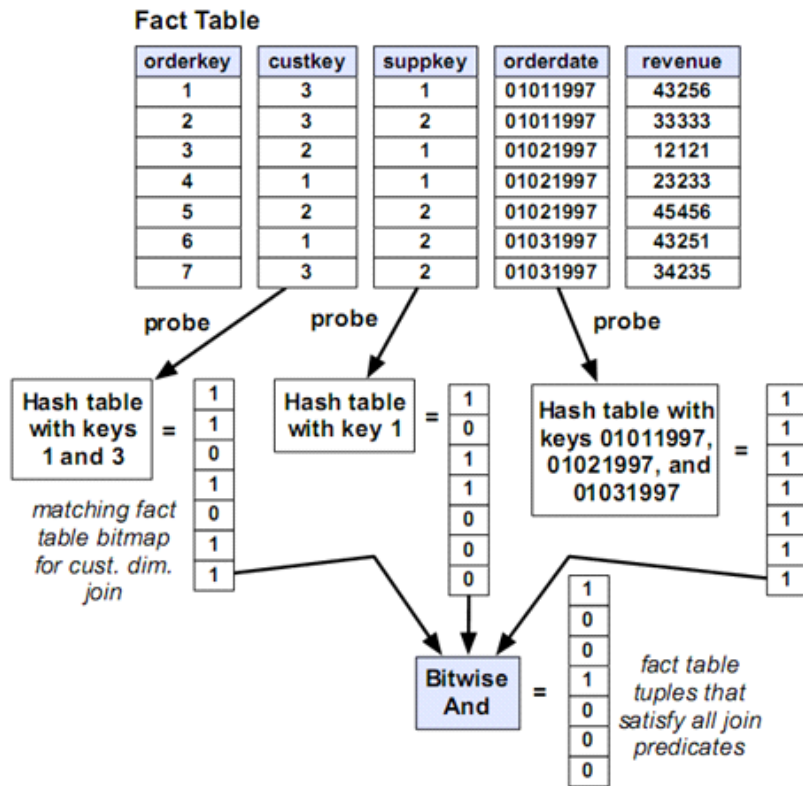 Fact Table
orderkey custkey suppkey orderdate revenue
1 3 1 01011997 43256
2 3 2 01011997 33333
3 2 1 01021997 12121
4 1 1 01021997 23233
5 2 2 01021997 45456
6 1 2 01031997 43251
7 3 2 01031997 34235
probe
probe
probe
Hash table
with keys
1 and 3
=
1
1
0
1
0
1
1
matching fact
table bitmap
for cust. dim.
join
Hash table
with key 1
=
1
0
1
1
0
0
0
Hash table with
keys 01011997,
01021997, and
01031997
=
1
1
1
1
1
1
1
Bitwise
And
=
1
0
0
1
0
0
0
fact table
tuples that
satisfy all join
predicates